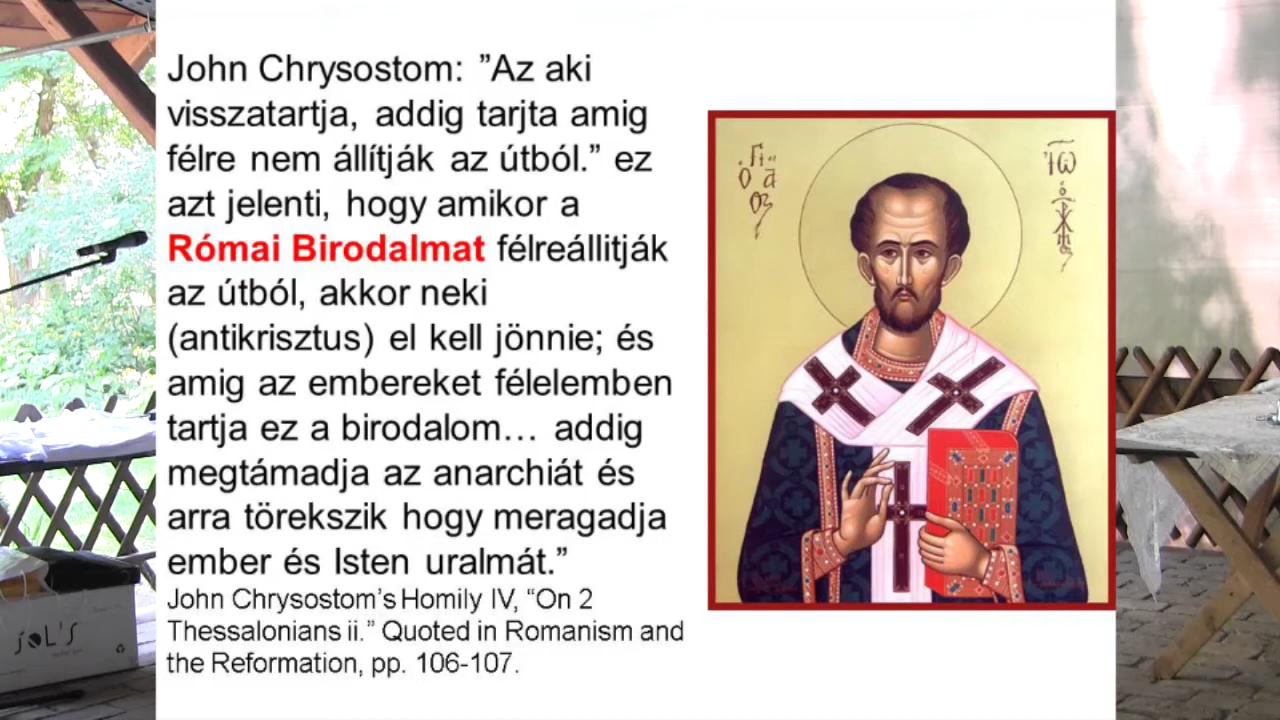 John Chrysostom: ”Az aki
visszatartja, addig tarjta amig
félre nem állítják az útból.” ez
azt jelenti, hogy amikor a
Római Birodalmat félreállitják
az útból, akkor neki
(antikrisztus) el kell jönnie; és
amig az embereket félelemben
tartja ez a birodalom… addig
megtámadja az anarchiát és
arra törekszik hogy meragadja
ember és Isten uralmát.”
John Chrysostom’s Homily IV, “On 2
Thessalonians ii.” Quoted in Romanism and
the Reformation, pp. 106-107.
SOL'S